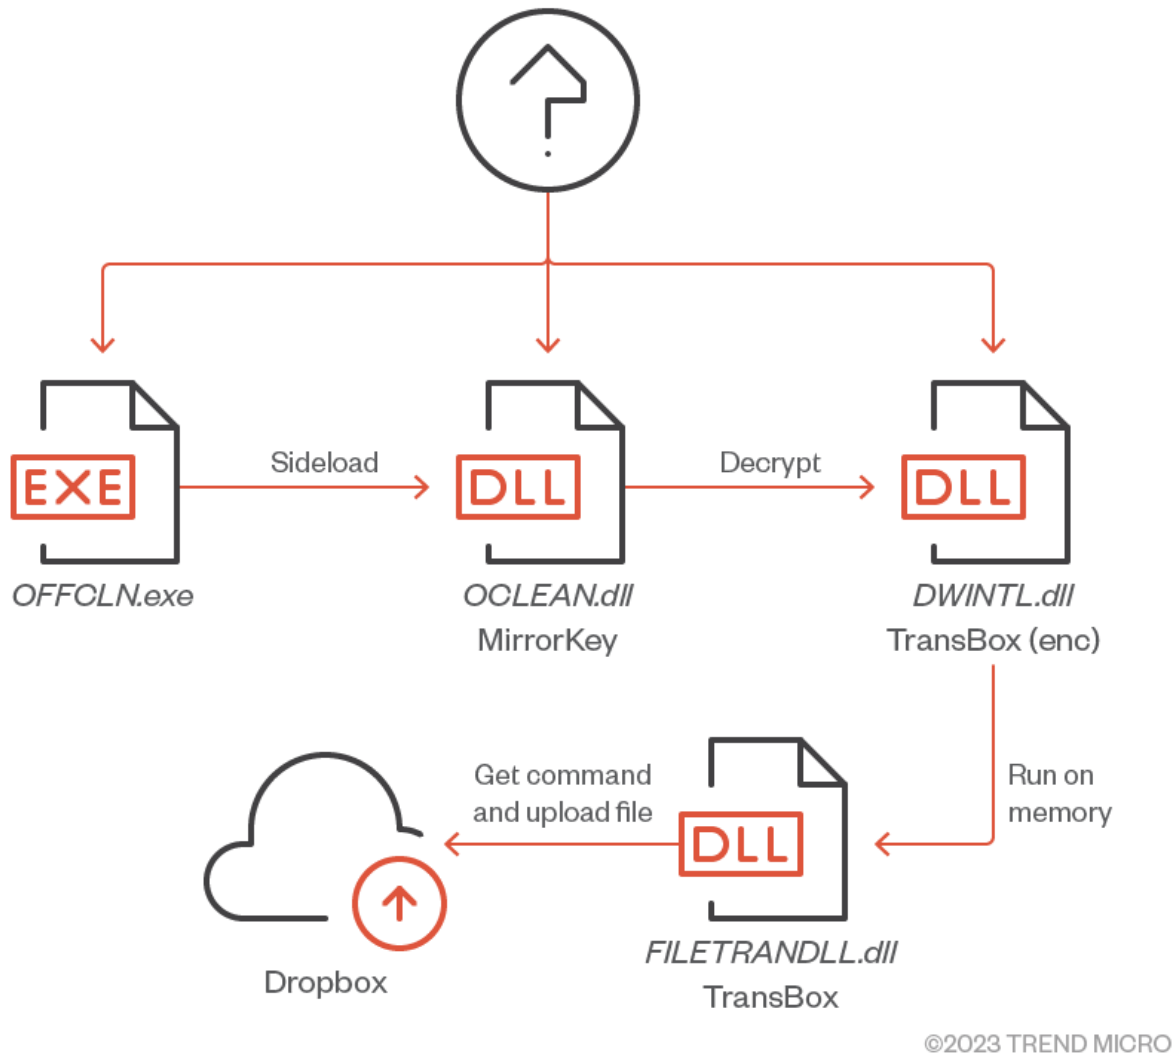 EXE
Sideload
DLL
Decrypt
DLL
OFFCLN.exe
OCLEAN.dll
MirrorKey
DWINTL.dll
TransBox (enc)
Run on
memory
DLL
Get command
and upload file
FILETRANDLL.dll
TransBox
Dropbox
©2023 TREND MICRO